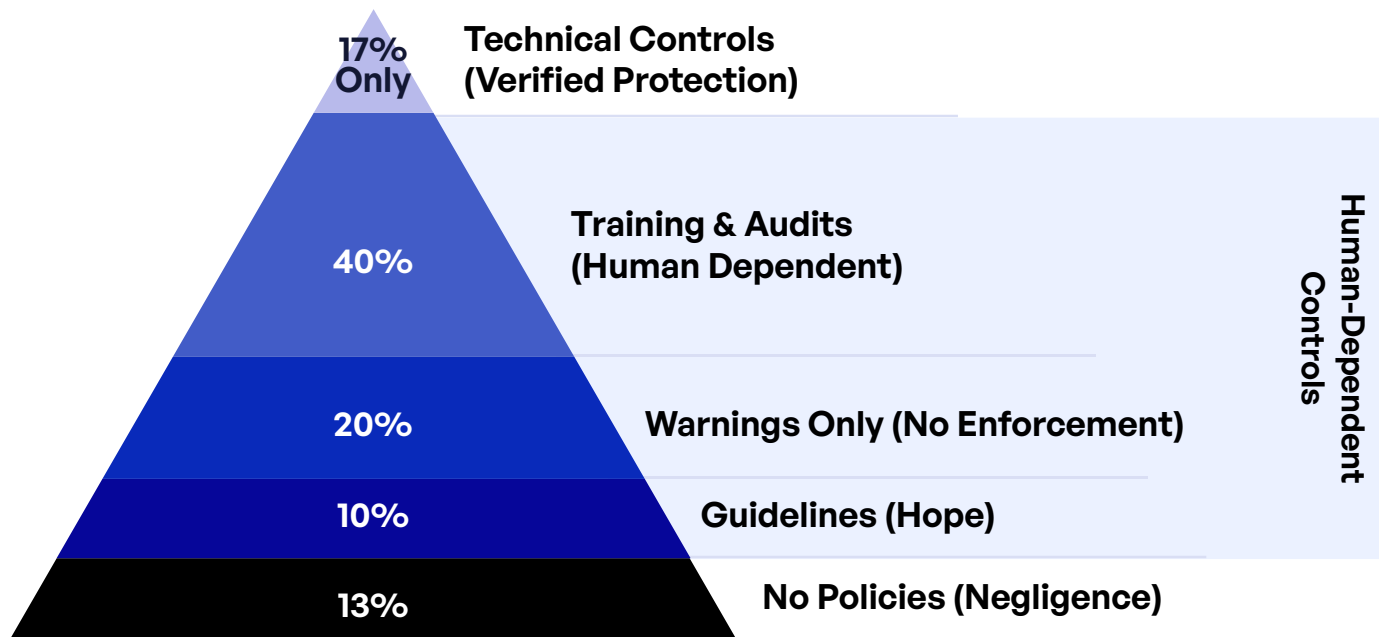 17%
Only
Technical Controls
(Verified Protection)
40%
Training & Audits
(Human Dependent)
20%
Warnings Only (No Enforcement)
10%
Guidelines (Hope)
13%
No Policies (Negligence)
Human-Dependent
Controls